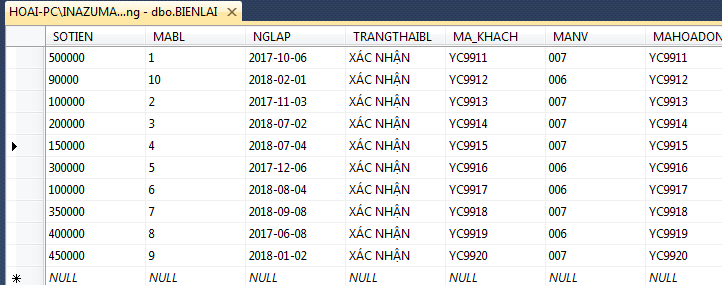 HOAI-PC\INAZUMA...ng - dbo.BIENLAI
SOTIEN MABL NGLAP TRANGTHAIBL MA_KHACH MANV MAHOADON
500000 1 2017-10-06 XÁC NHẬN YC9911 007 YC9911
90000 10 2018-02-01 XÁC NHẬN YC9912 006 YC9912
100000 2 2017-11-03 XÁC NHẬN YC9913 007 YC9913
200000 3 2018-07-02 XÁC NHẬN YC9914 007 YC9914
150000 4 2018-07-04 XÁC NHẬN YC9915 007 YC9915
300000 5 2017-12-06 XÁC NHẬN YC9916 006 YC9916
100000 6 2018-08-04 XÁC NHẬN YC9917 006 YC9917
350000 7 2018-09-08 XÁC NHẬN YC9918 007 YC9918
400000 8 2017-06-08 XÁC NHẬN YC9919 006 YC9919
450000 9 2018-01-02 XÁC NHẬN YC9920 007 YC9920
NULL NULL NULL NULL NULL NULL NULL